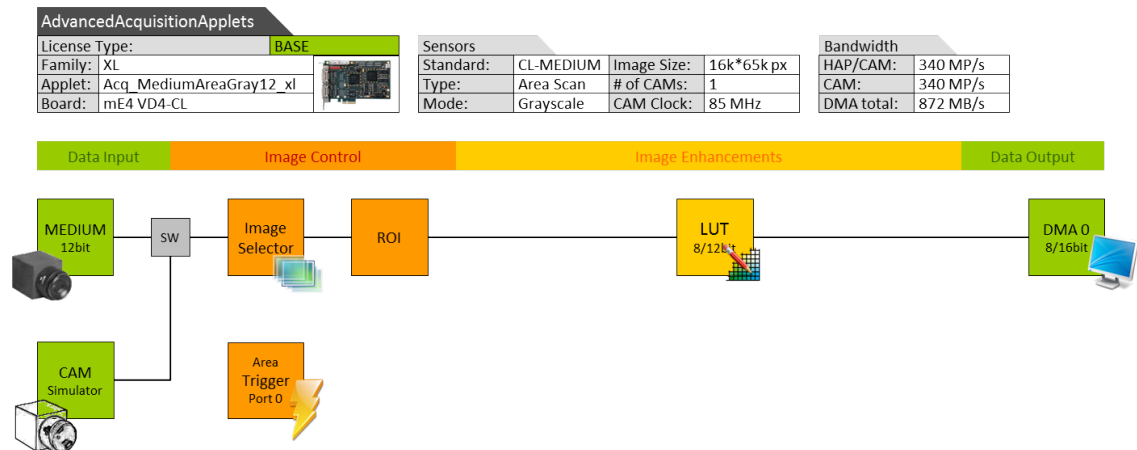 AdvancedAcquisitionApplets
License Type: BASE
Family: XL
Applet: Acq_MediumAreaGray12_xl
Board: mE4 VD4-CL
Sensors
Standard: CL-MEDIUM Image Size: 16k*65k px
Type: Area Scan # of CAMs: 1
Mode: Grayscale CAM Clock: 85 MHz
Bandwidth
HAP/CAM: 340 MP/s
CAM: 340 MP/s
DMA total: 872 MB/s
Data Input Image Control Image Enhancements Data Output
MEDIUM
12bit
SW
Image
Selector
ROI
LUT
8/12bit
DMA 0
8/16bit
CAM
Simulator
Area
Trigger
Port 0